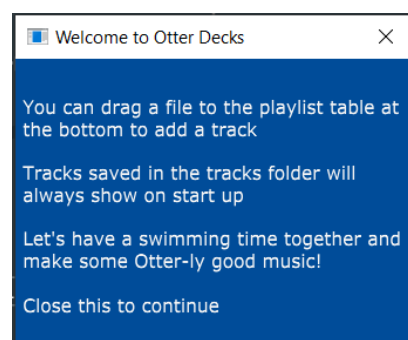 Welcome to Otter Decks
You can drag a file to the playlist table at
the bottom to add a track
Tracks saved in the tracks folder will
always show on start up
Let's have a swimming time together and
make some Otter-ly good music!
Close this to continue